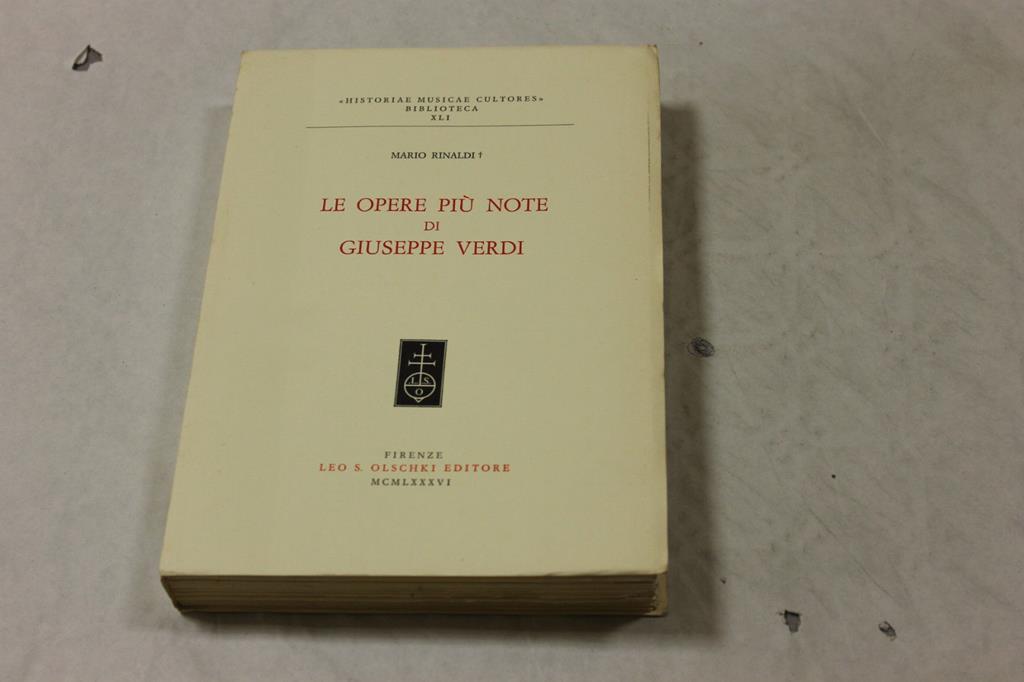 «HISTORIAE MUSICAE CULTORES»
BIBLIOTECA
XLI
MARIO RINALDI †
LE OPERE PIÙ NOTE
DI
GIUSEPPE VERDI
L S
O
FIRENZE
LEO S. OLSCHKI EDITORE
MCMLXXXVI